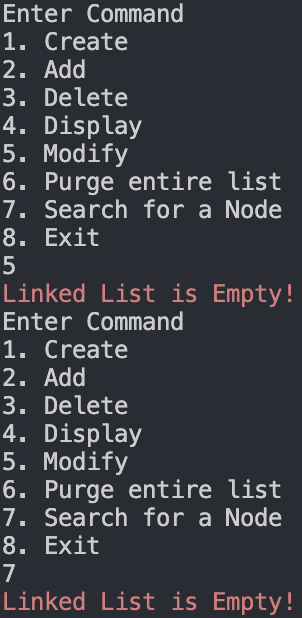 Enter Command
1. Create
2. Add
3. Delete
4. Display
5. Modify
6. Purge entire list
7. Search for a Node
8. Exit
5
Linked List is Empty!
Enter Command
1. Create
2. Add
3. Delete
4. Display
5. Modify
6. Purge entire list
7. Search for a Node
8. Exit
7
Linked List is Empty!